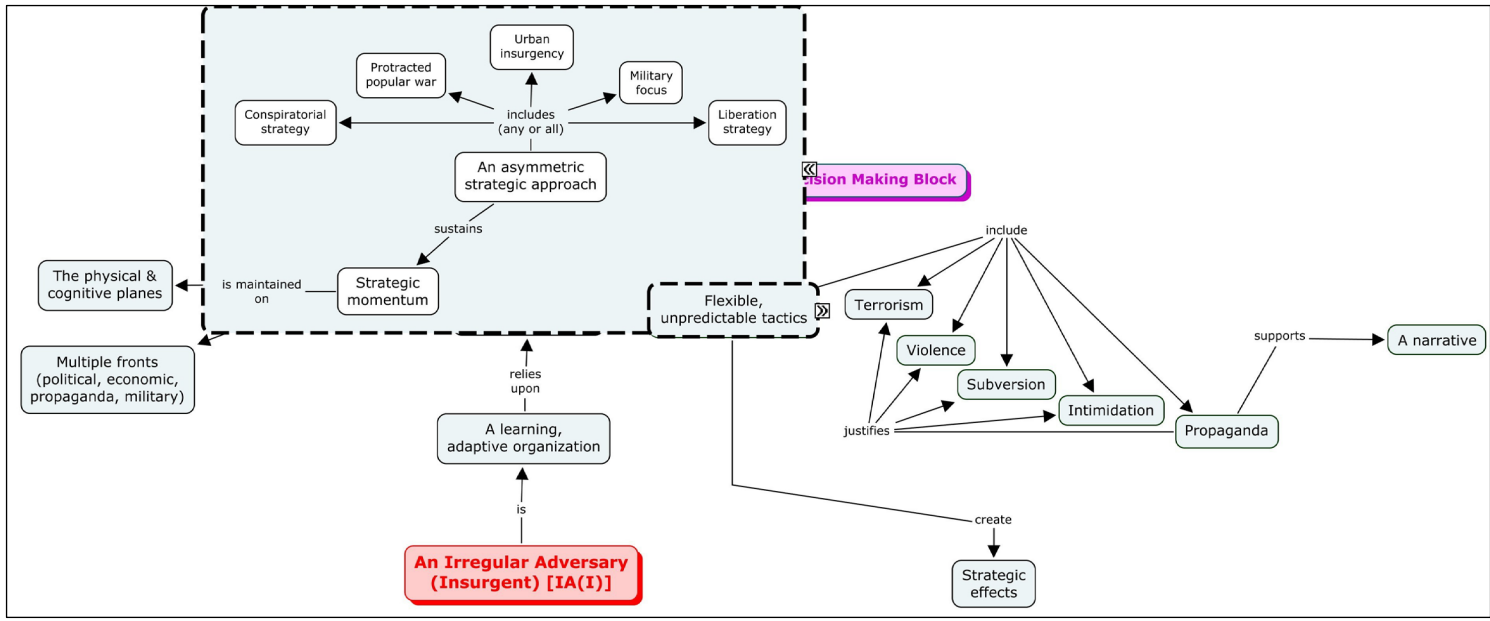 Urban
insurgency
Protracted
popular war
Military
focus
Conspiratorial
strategy
includes
(any or all)
Liberation
strategy
An asymmetric
strategic approach
sustains
Making Block
include
The physical &
cognitive planes
is maintained
on
Strategic
momentum
Flexible,
unpredictable tactics
Terrorism
Violence
supports
A narrative
Multiple fronts
(political, economic,
propaganda, military)
relies
upon
Subversion
Intimidation
justifies
Propaganda
A learning,
adaptive organization
is
create
An Irregular Adversary
(Insurgent) [IA(I)]
Strategic
effects